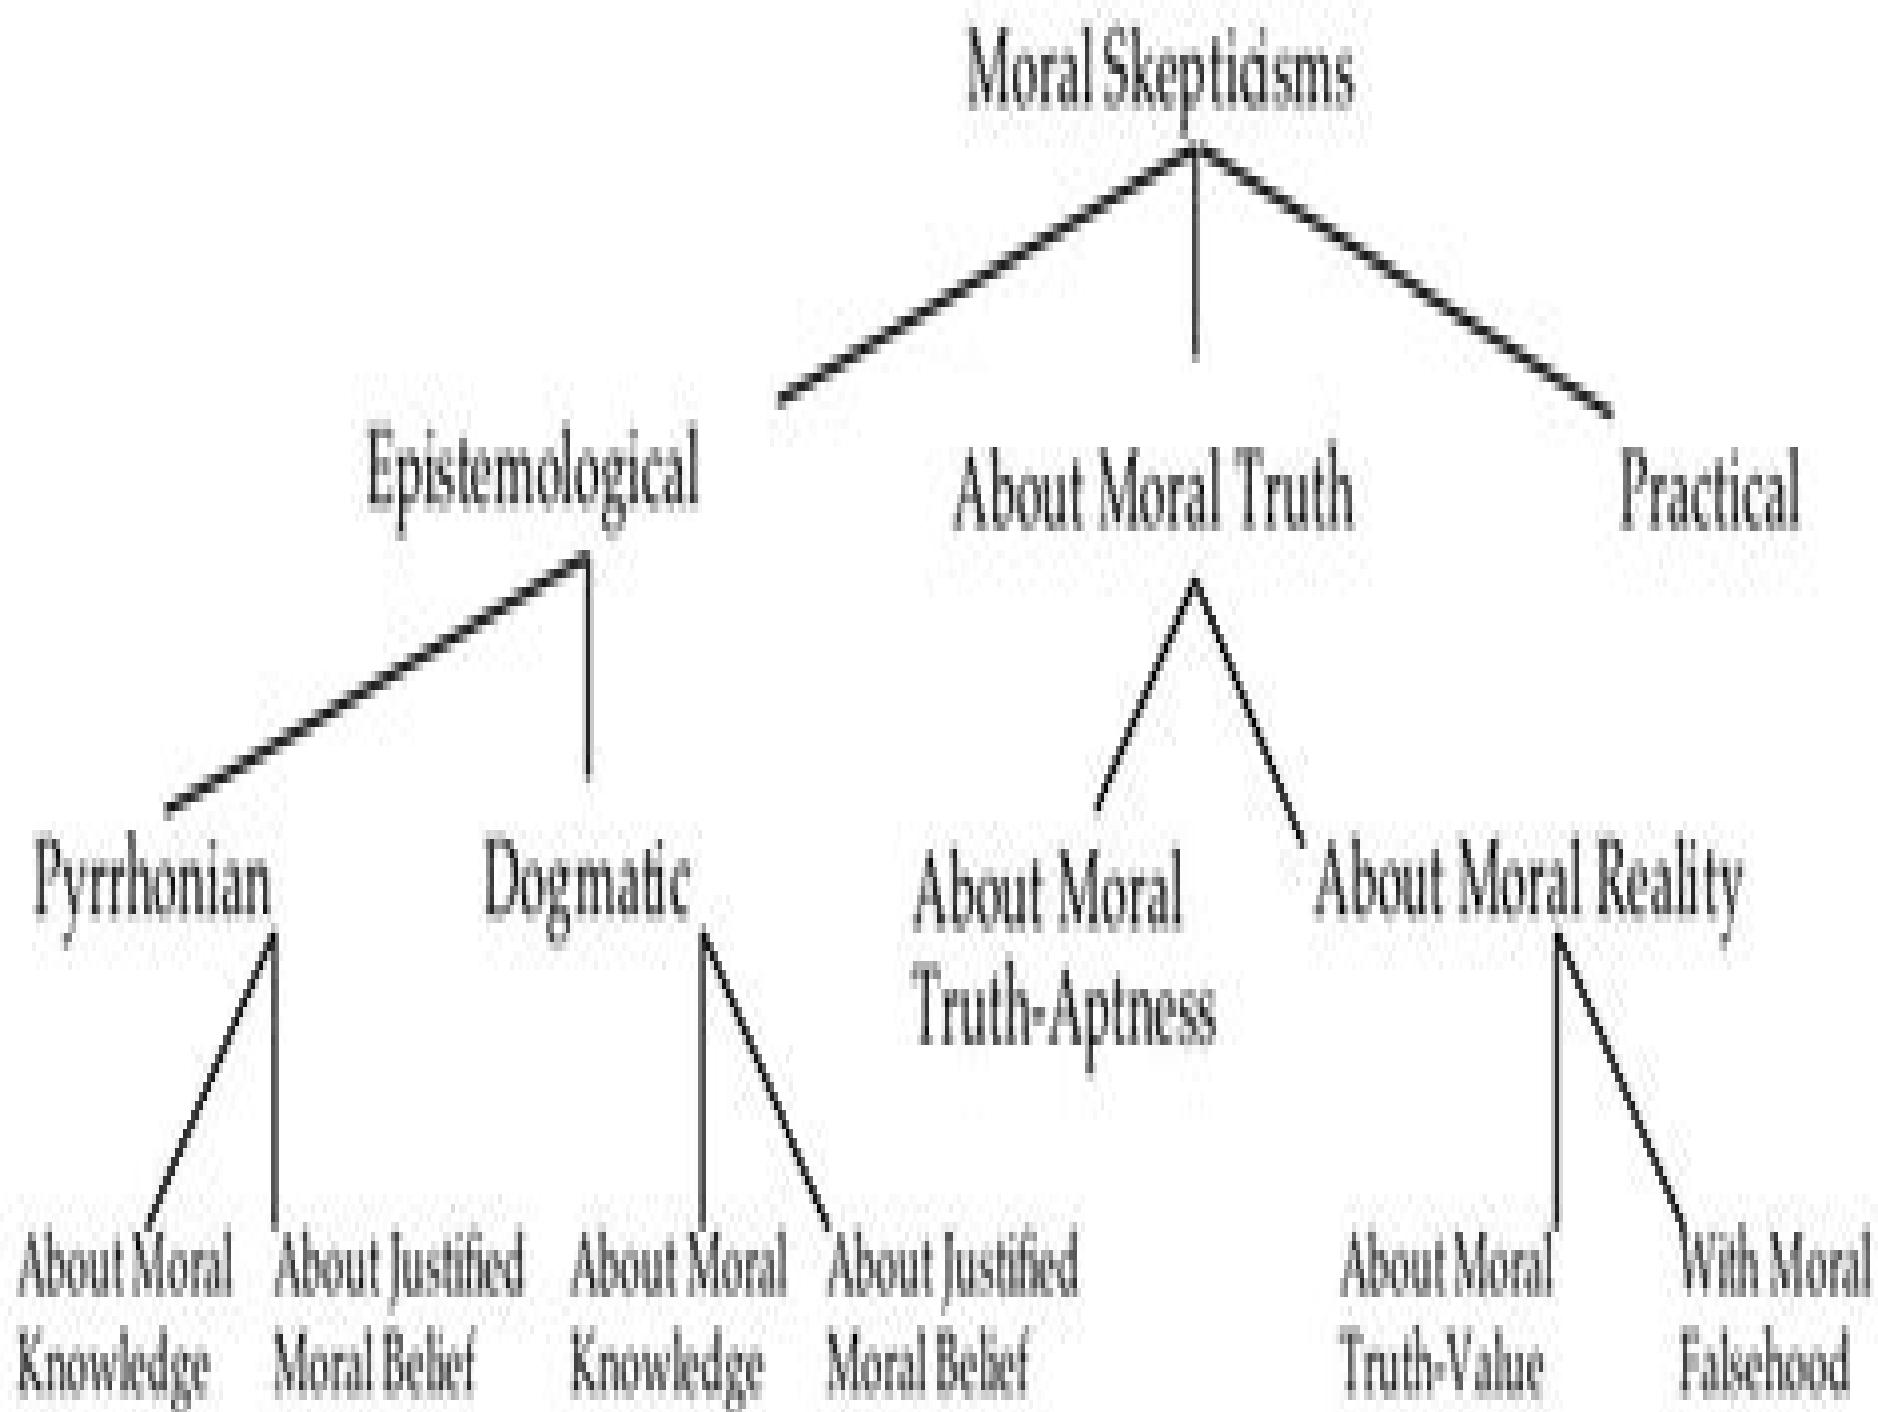 Moral Skepticisms
Epistemological
About Moral Truth
Practical
Pyrrhonian
Dogmatic
About Moral
Truth-Aptness
About Moral Reality
About Moral
Knowledge
About Justified
Moral Belief
About Moral
Knowledge
About Justified
Moral Belief
About Moral
Truth-Value
With Moral
Falsehood